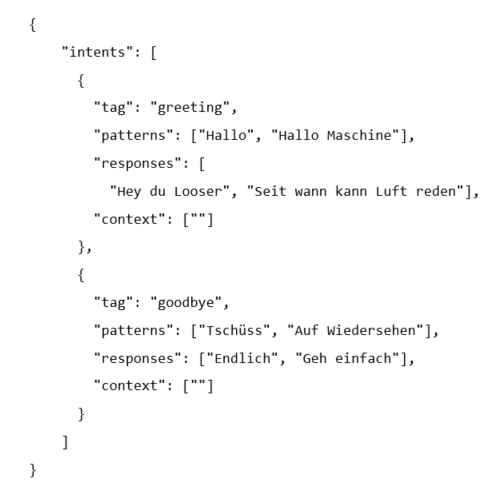 {
    "intents": [
      {
        "tag": "greeting",
        "patterns": ["Hallo", "Hallo Maschine"],
        "responses": [
          "Hey du Looser", "Seit wann kann Luft reden"],
        "context": [""]
      },
      {
        "tag": "goodbye",
        "patterns": ["Tschüss", "Auf Wiedersehen"],
        "responses": ["Endlich", "Geh einfach"],
        "context": [""]
      }
    ]
}